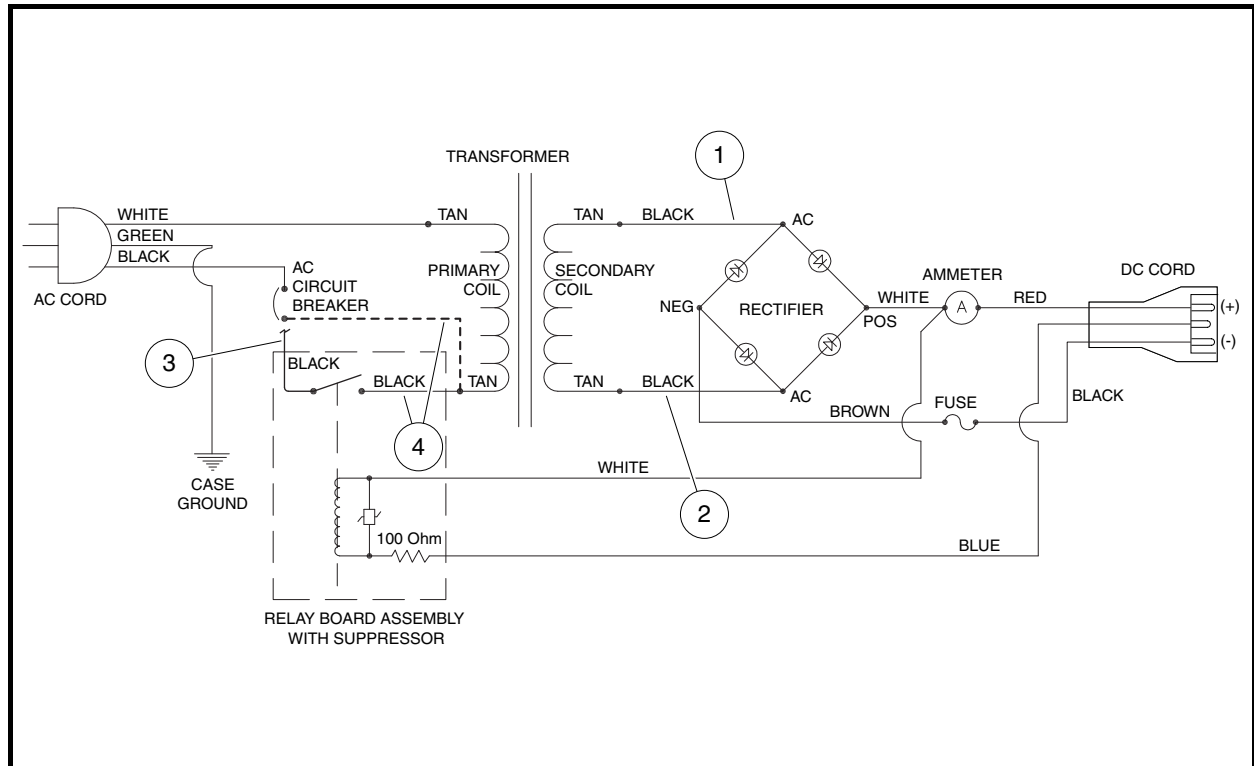 1
TRANSFORMER
WHITE
TAN
TAN
BLACK
AC
GREEN
BLACK
AC CORD
AC
CIRCUIT
BREAKER
PRIMARY
COIL
SECONDARY
COIL
NEG
RECTIFIER
POS
WHITE
AMMETER
A
RED
DC CORD
(+)
(-)
3
BLACK
BLACK
TAN
TAN
BLACK
AC
BROWN
FUSE
BLACK
4
CASE
GROUND
WHITE
2
100 Ohm
BLUE
RELAY BOARD ASSEMBLY
WITH SUPPRESSOR